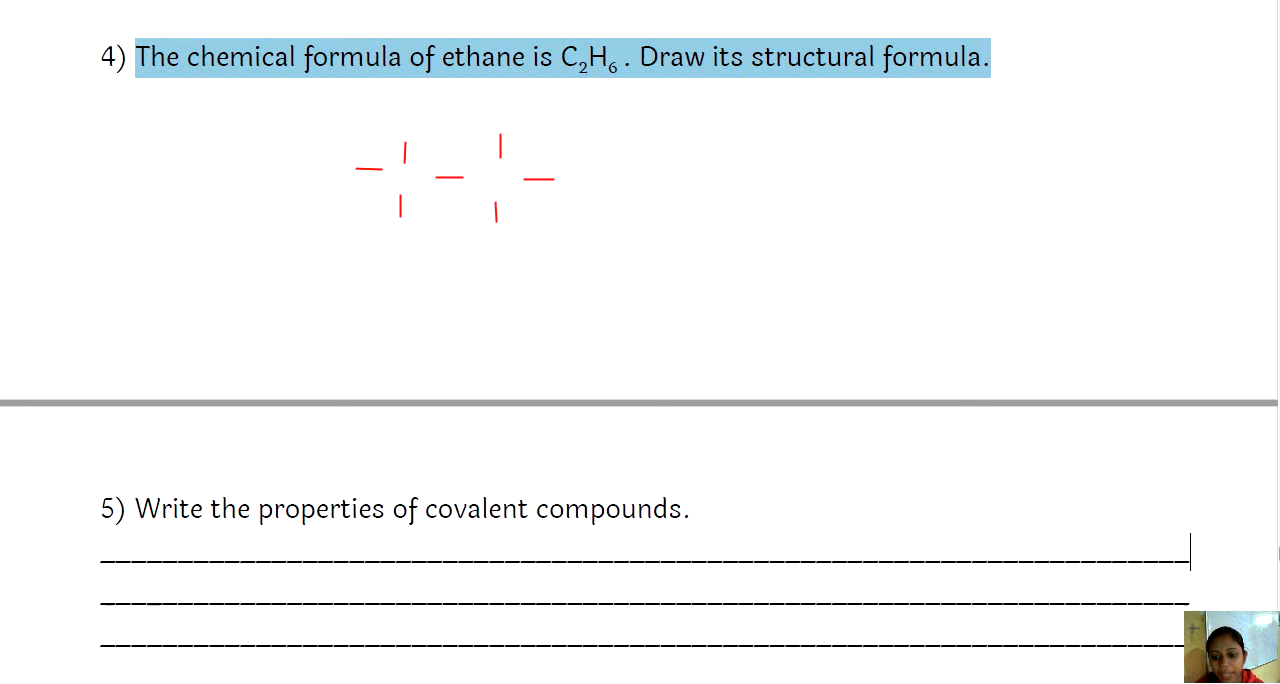 4) The chemical formula of ethane is C₂H₆ . Draw its structural formula.
5) Write the properties of covalent compounds.